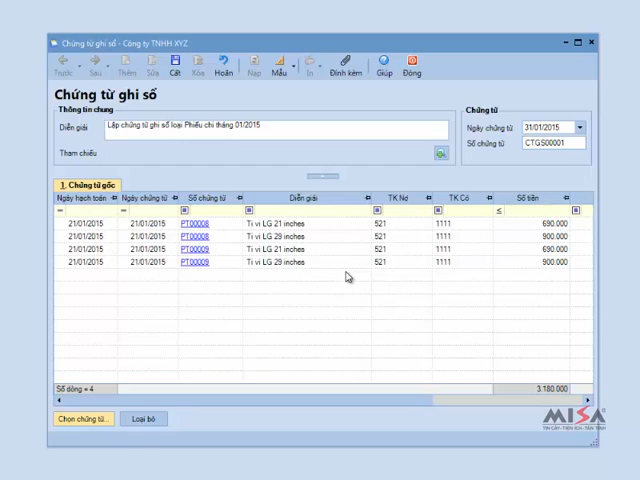 Chứng từ ghi sổ - Công ty TNHH XYZ
Trước Sau Thêm Sửa Cất Xóa Hoãn Nạp Mẫu In Đính kèm Giúp Đóng
Chứng từ ghi sổ
Thông tin chung
Chứng từ
Diễn giải Lập chứng từ ghi sổ loại Phiếu chi tháng 01/2015
Ngày chứng từ 31/01/2015
Tham chiếu
Số chứng từ CTGS00001
1. Chứng từ gốc
Ngày hạch toán Ngày chứng từ Số chứng từ Diễn giải TK Nợ TK Có Số tiền
= = ≤
21/01/2015 21/01/2015 PT00008 Ti vi LG 21 inches 521 1111 690.000
21/01/2015 21/01/2015 PT00008 Ti vi LG 29 inches 521 1111 900.000
21/01/2015 21/01/2015 PT00009 Ti vi LG 21 inches 521 1111 690.000
21/01/2015 21/01/2015 PT00009 Ti vi LG 29 inches 521 1111 900.000
Số dòng = 4 3.180.000
Chọn chứng từ... Loại bỏ
MISA
TIN CẬY - TIỆN ÍCH - TẬN TÌNH